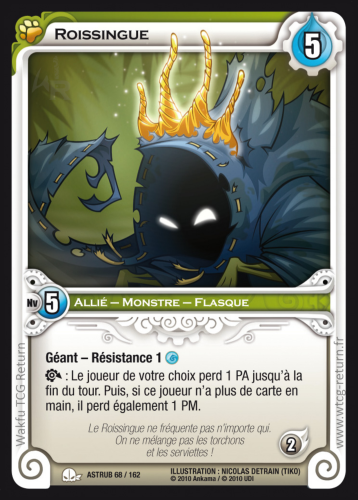 ROISSINGUE
5
Nv 5 ALLIÉ – MONSTRE – FLASQUE
Géant – Résistance 1
: Le joueur de votre choix perd 1 PA jusqu'à la
fin du tour. Puis, si ce joueur n'a plus de carte en
main, il perd également 1 PM.
Le Roissingue ne fréquente pas n'importe qui.
On ne mélange pas les torchons
et les serviettes !
2
ASTRUB 68 / 162
ILLUSTRATION : NICOLAS DETRAIN (TIKO)
© 2010 Ankama / © 2010 UDI
Wakfu TCG Return
www.wtcg-return.fr